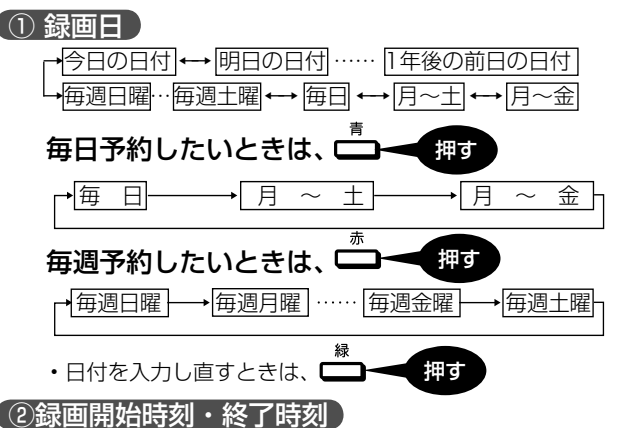 ① 録画日
今日の日付 ←→ 明日の日付 …… 1年後の前日の日付
毎週日曜…毎週土曜 ←→ 毎日 ←→ 月～土 ←→ 月～金
青
毎日予約したいときは、 押す
毎 日 → 月 ～ 土 → 月 ～ 金
赤
毎週予約したいときは、 押す
毎週日曜 → 毎週月曜 …… 毎週金曜 → 毎週土曜
緑
・日付を入力し直すときは、 押す
②録画開始時刻・終了時刻